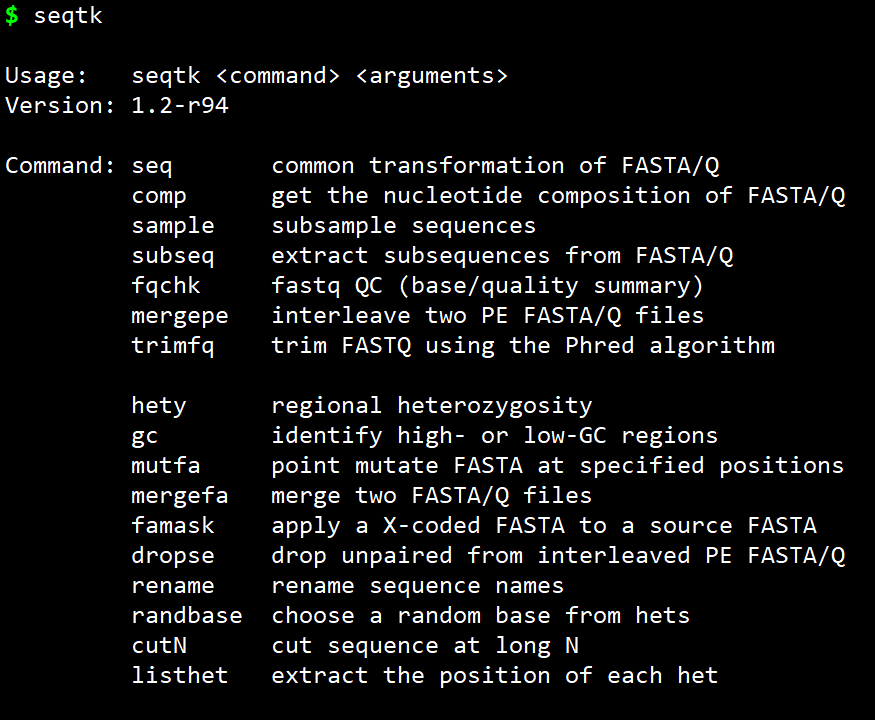 $ seqtk
Usage:   seqtk <command> <arguments>
Version: 1.2-r94
Command: seq       common transformation of FASTA/Q
         comp      get the nucleotide composition of FASTA/Q
         sample    subsample sequences
         subseq    extract subsequences from FASTA/Q
         fqchk     fastq QC (base/quality summary)
         mergepe   interleave two PE FASTA/Q files
         trimfq    trim FASTQ using the Phred algorithm
         hety      regional heterozygosity
         gc        identify high- or low-GC regions
         mutfa     point mutate FASTA at specified positions
         mergefa   merge two FASTA/Q files
         famask    apply a X-coded FASTA to a source FASTA
         dropse    drop unpaired from interleaved PE FASTA/Q
         rename    rename sequence names
         randbase  choose a random base from hets
         cutN      cut sequence at long N
         listhet   extract the position of each het